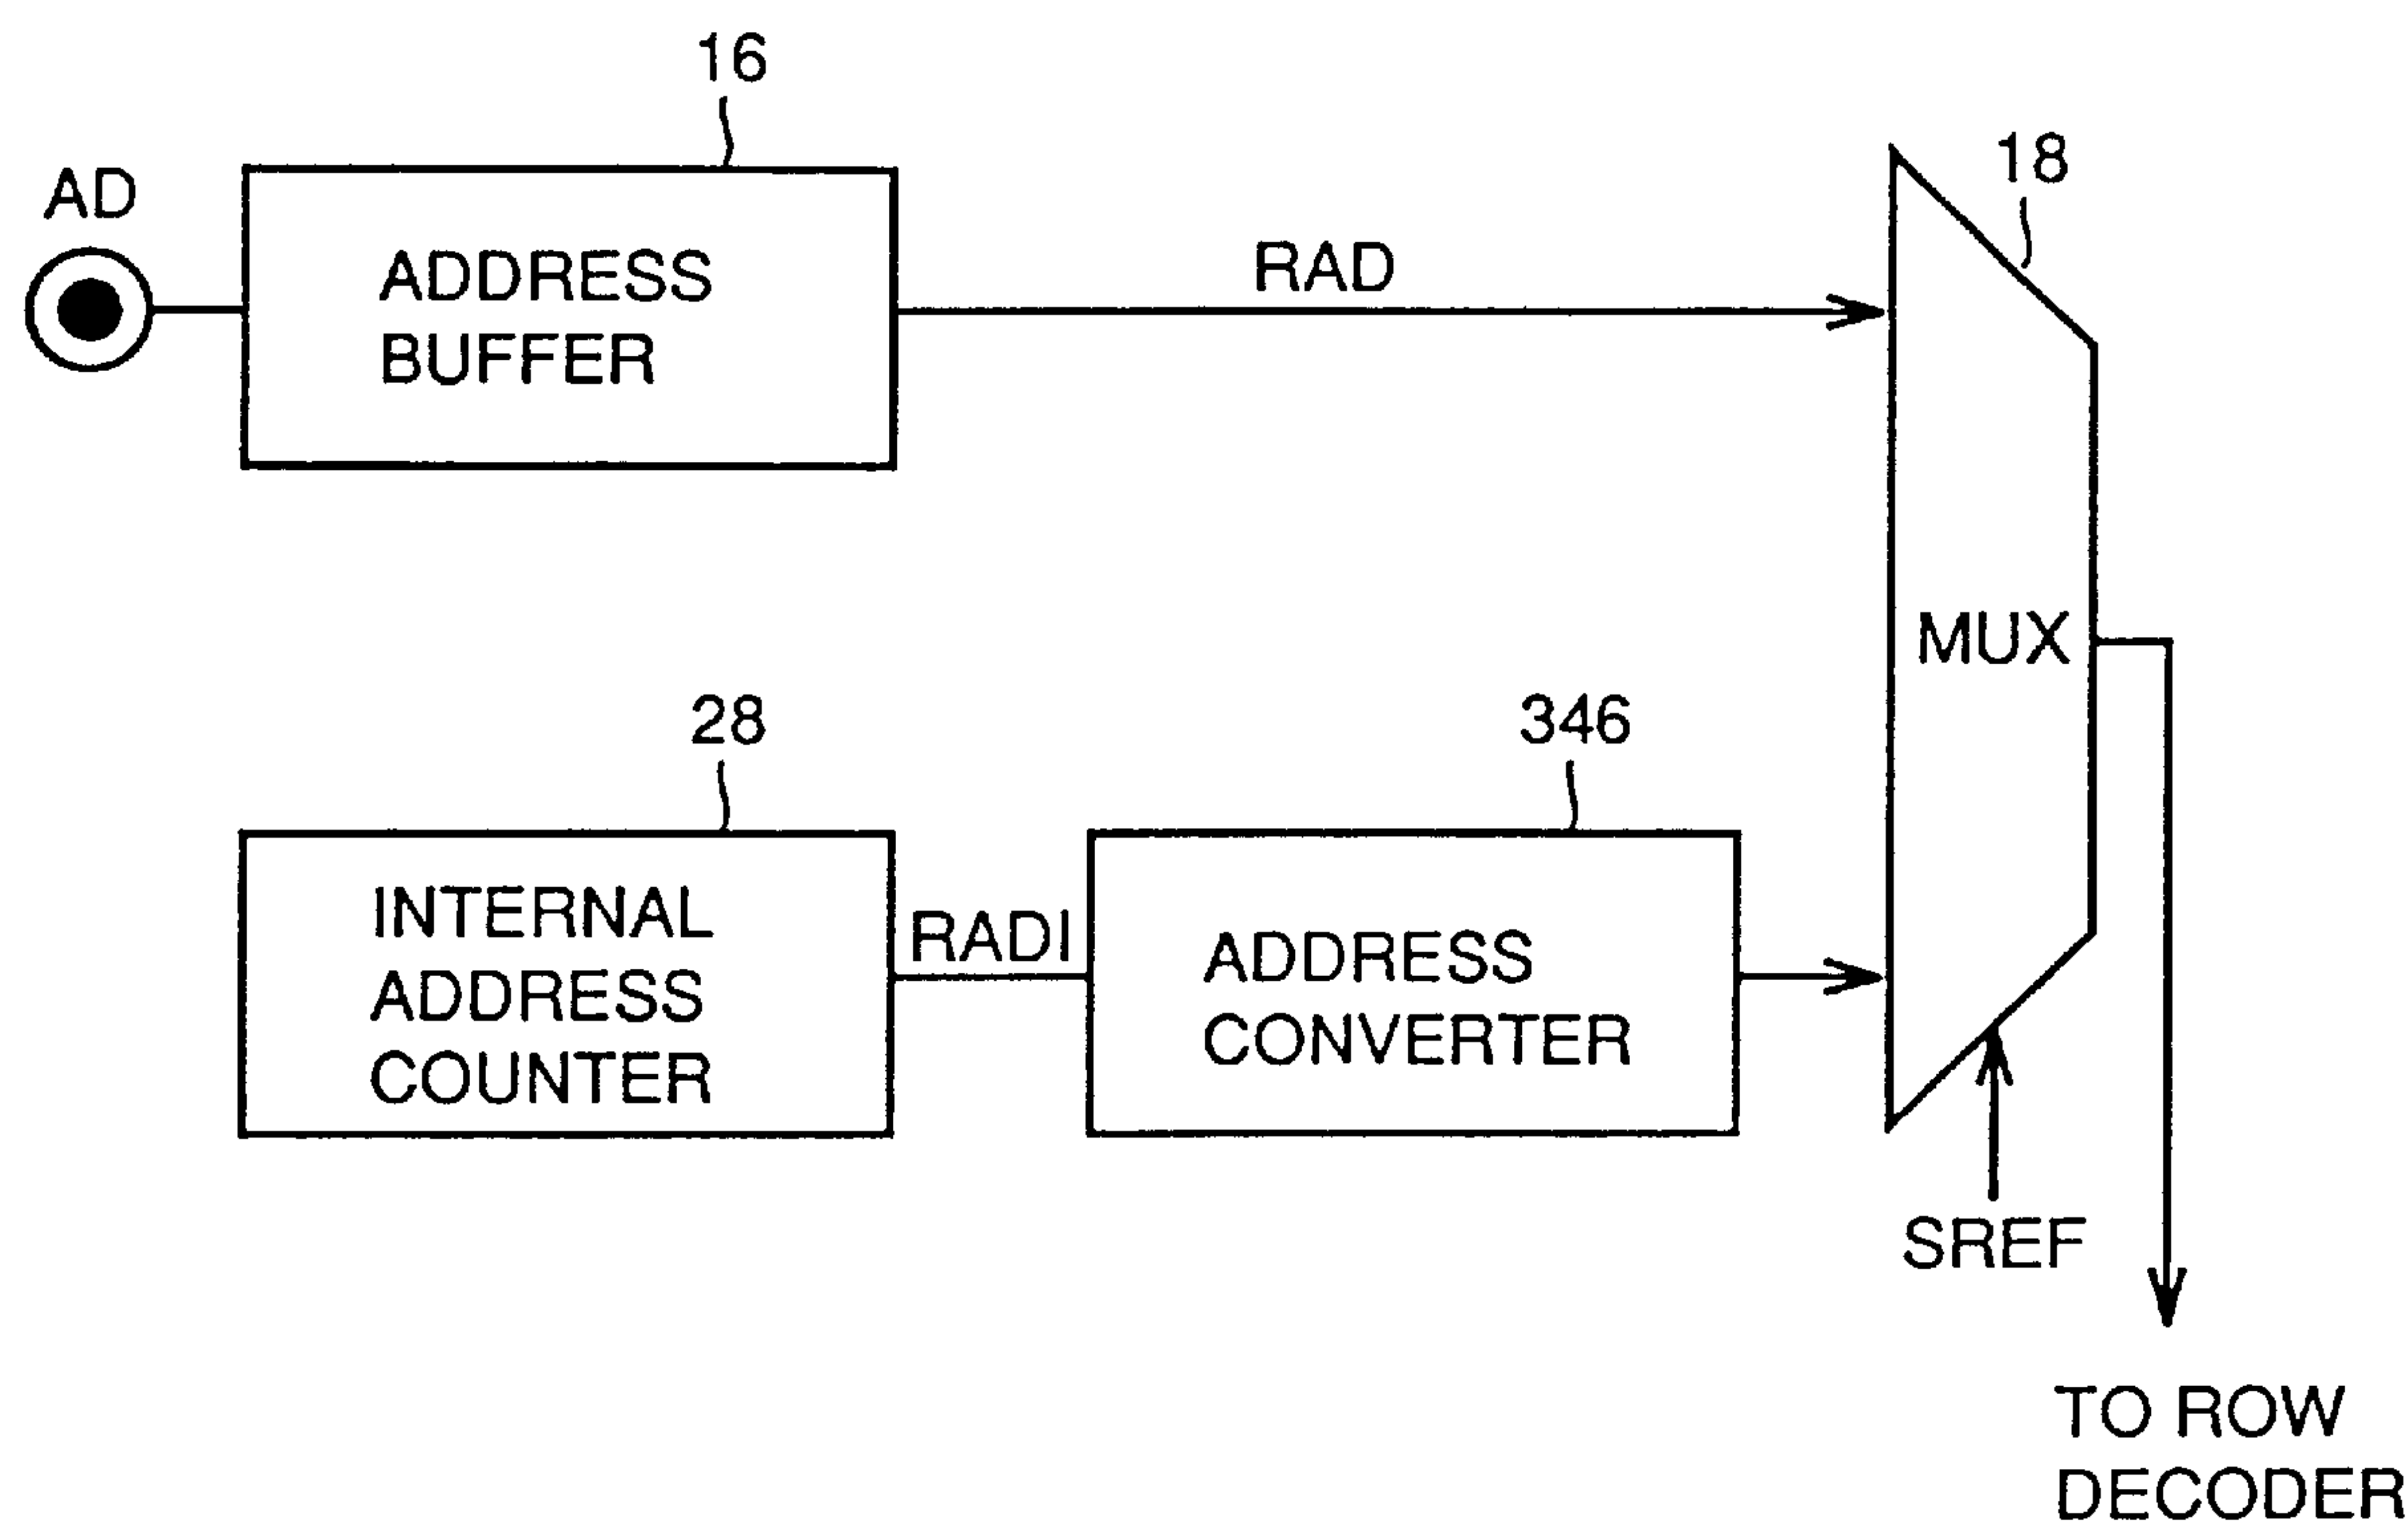 16
AD
18
ADDRESS
BUFFER
RAD
MUX
28
346
INTERNAL
ADDRESS
COUNTER
RADI
ADDRESS
CONVERTER
SREF
TO ROW
DECODER